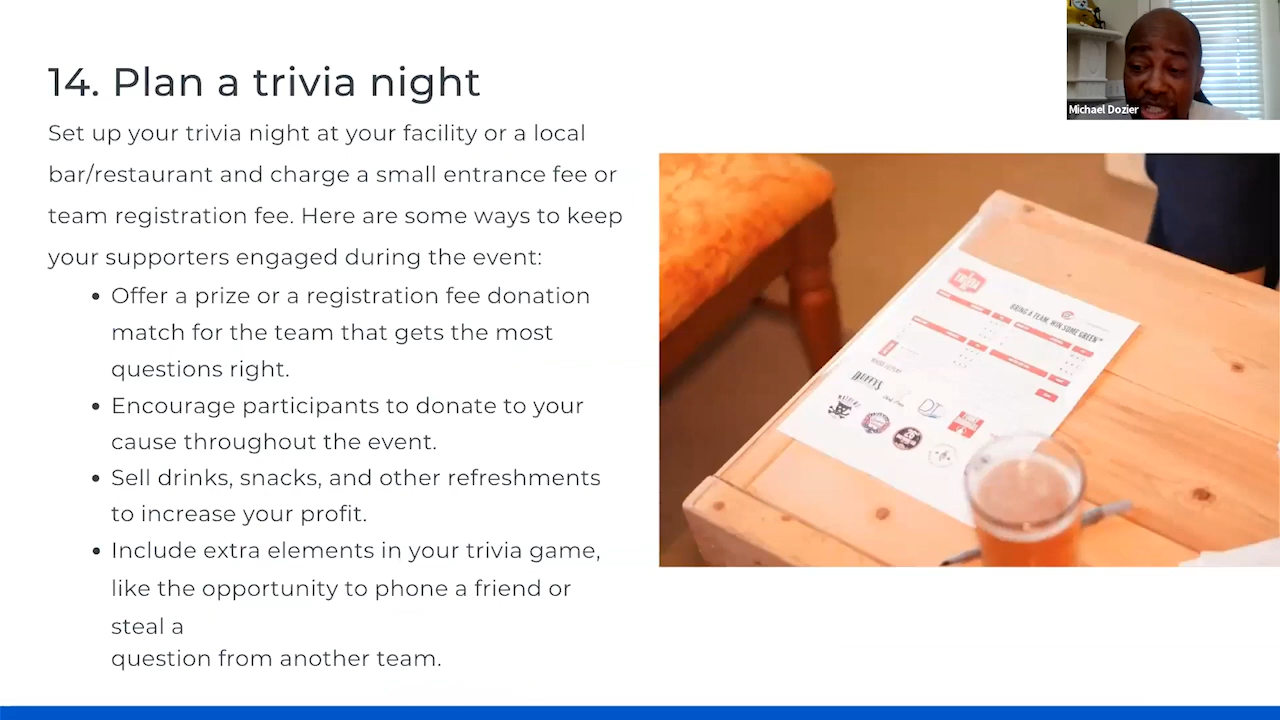 14. Plan a trivia night
Set up your trivia night at your facility or a local
bar/restaurant and charge a small entrance fee or
team registration fee. Here are some ways to keep
your supporters engaged during the event:
• Offer a prize or a registration fee donation
match for the team that gets the most
questions right.
• Encourage participants to donate to your
cause throughout the event.
• Sell drinks, snacks, and other refreshments
to increase your profit.
• Include extra elements in your trivia game,
like the opportunity to phone a friend or
steal a
question from another team.
Michael Dozier
BRING A TEAM. WIN SOME GREEN